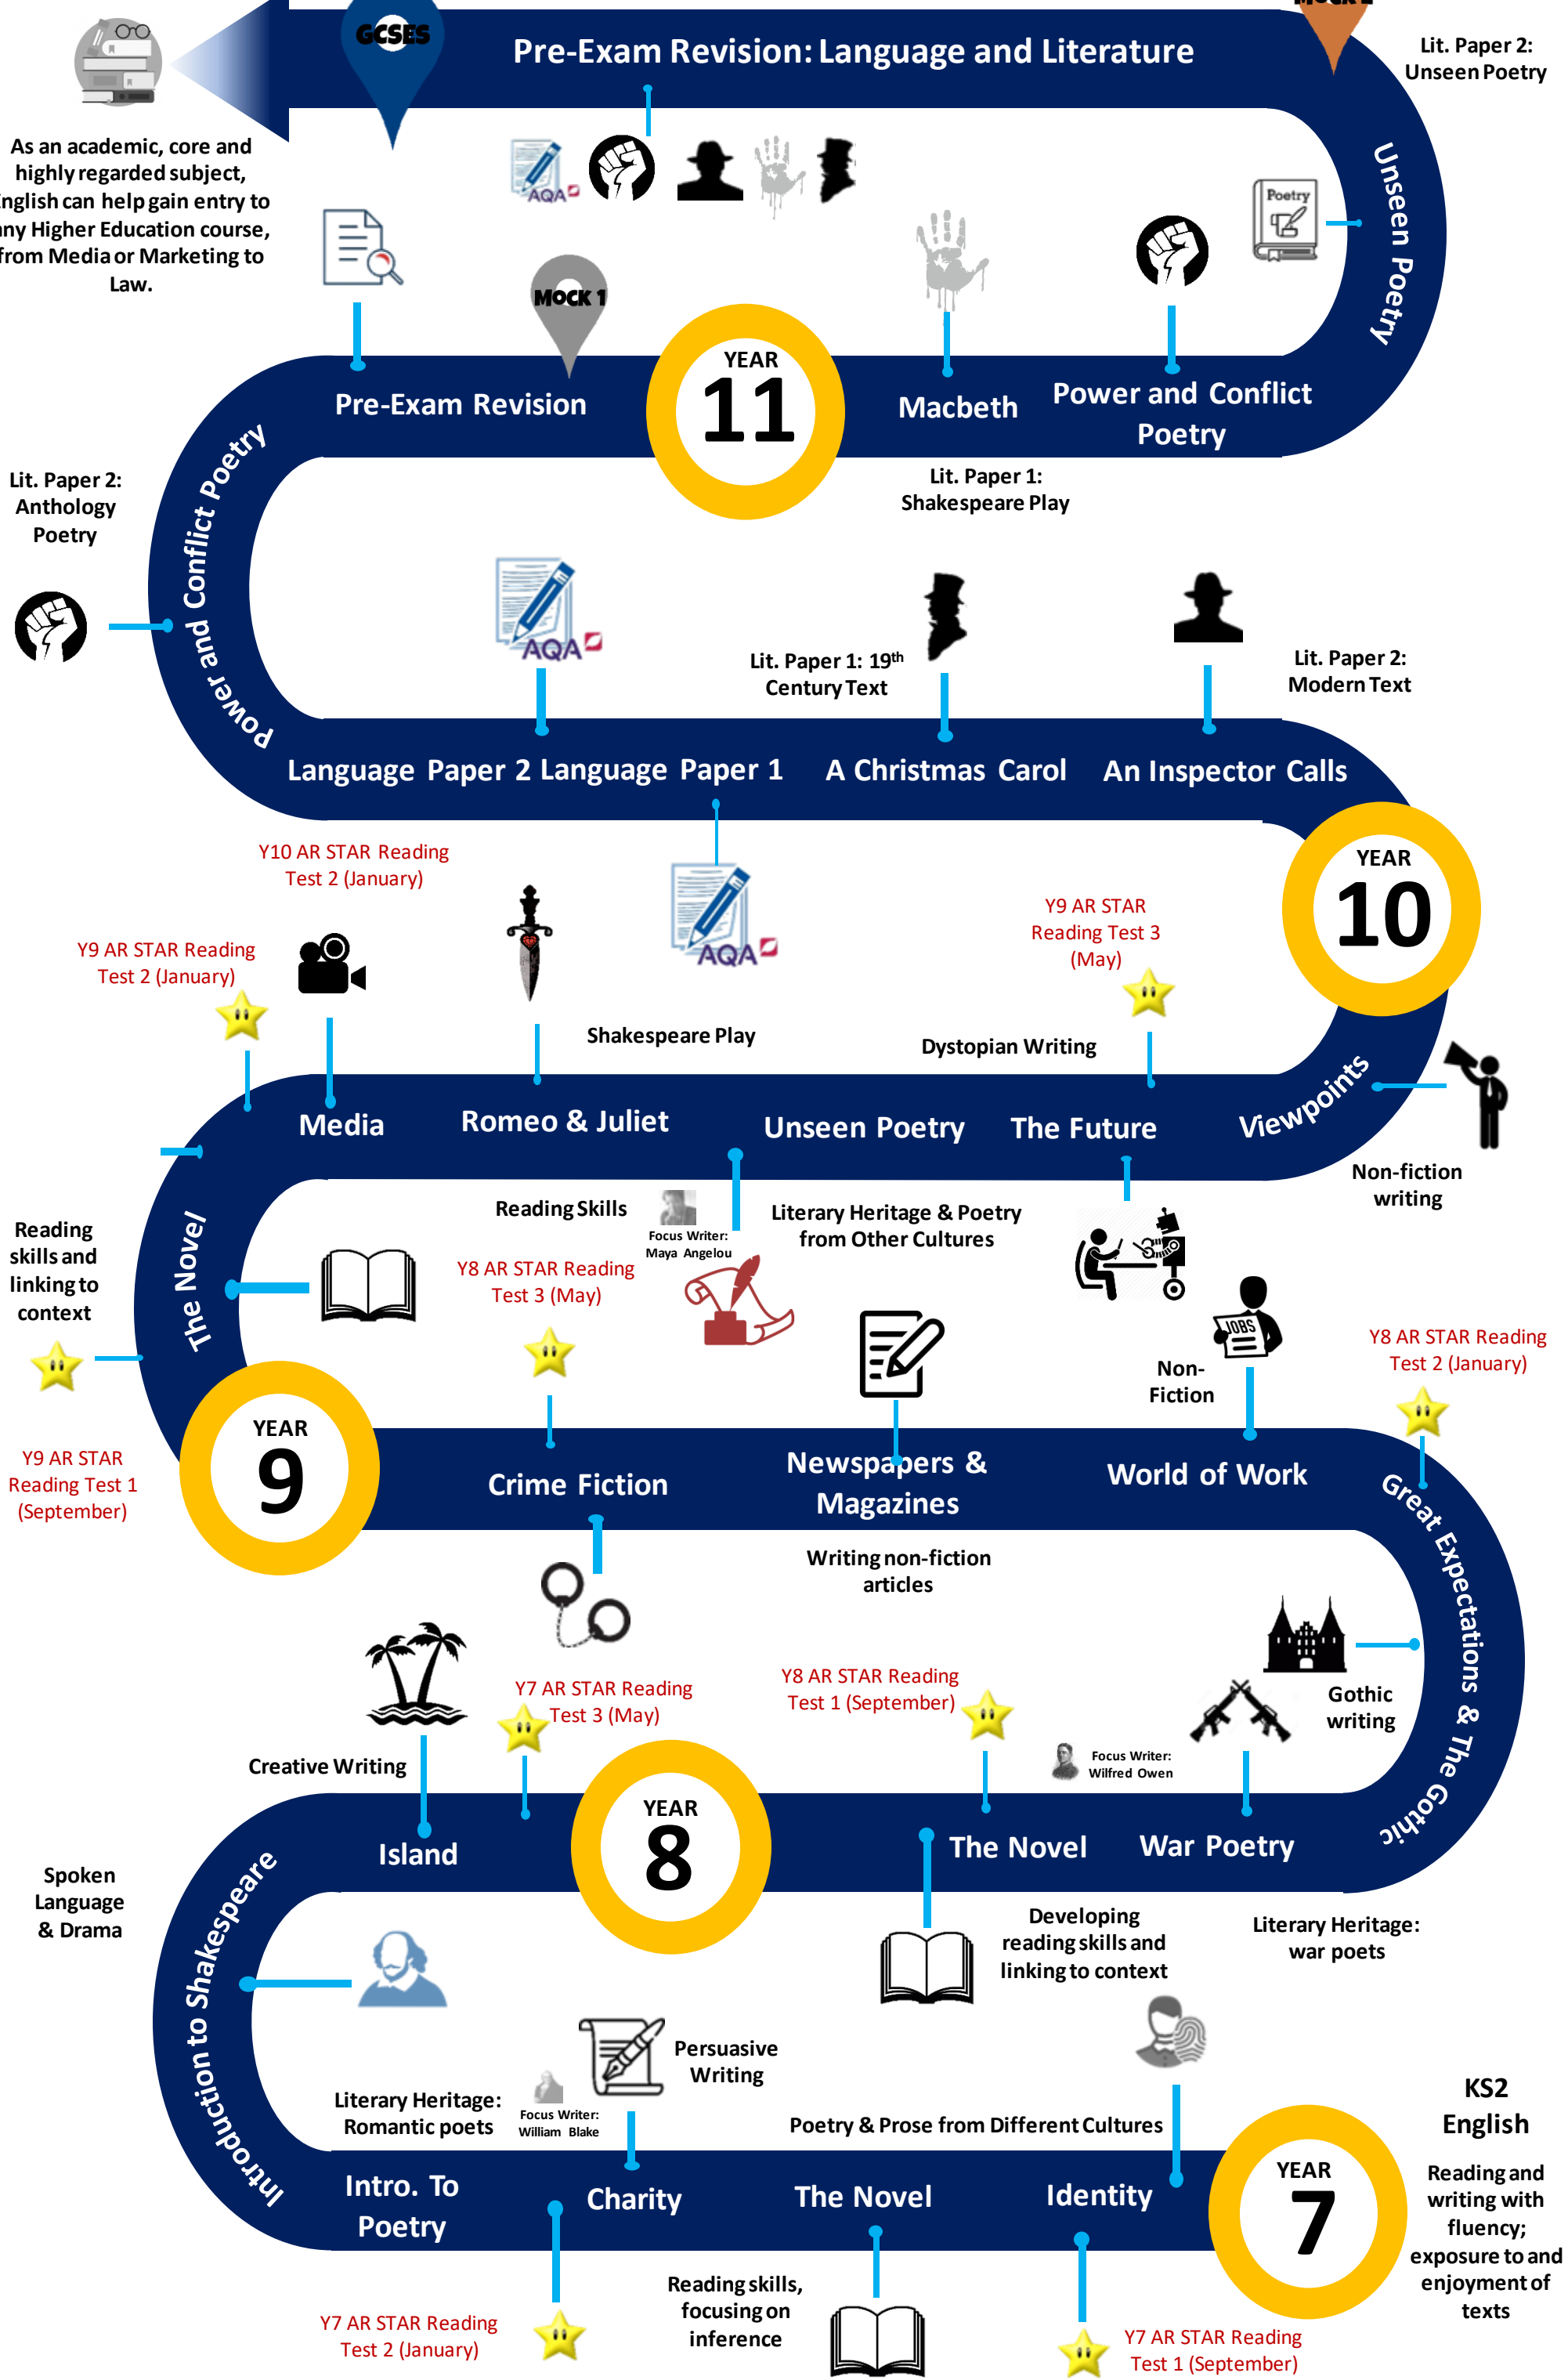 GCSES
MOCK 2
Pre-Exam Revision: Language and Literature
Lit. Paper 2:
Unseen Poetry
As an academic, core and
highly regarded subject,
English can help gain entry to
any Higher Education course,
from Media or Marketing to
Law.
AQA
Poetry
Unseen Poetry
MOCK 1
YEAR
11
Pre-Exam Revision
Macbeth
Power and Conflict
Poetry
Lit. Paper 1:
Shakespeare Play
Lit. Paper 2:
Anthology
Poetry
Power and Conflict Poetry
AQA
Lit. Paper 1: 19th
Century Text
Lit. Paper 2:
Modern Text
Language Paper 2
Language Paper 1
A Christmas Carol
An Inspector Calls
Y10 AR STAR Reading
Test 2 (January)
YEAR
10
Y9 AR STAR Reading
Test 2 (January)
AQA
Y9 AR STAR
Reading Test 3
(May)
Shakespeare Play
Dystopian Writing
Media
Romeo & Juliet
Unseen Poetry
The Future
Viewpoints
Non-fiction
writing
Reading
skills and
linking to
context
The Novel
Reading Skills
Focus Writer:
Maya Angelou
Literary Heritage & Poetry
from Other Cultures
Y8 AR STAR Reading
Test 3 (May)
JOBS
Non-
Fiction
Y8 AR STAR Reading
Test 2 (January)
Y9 AR STAR
Reading Test 1
(September)
YEAR
9
Crime Fiction
Newspapers &
Magazines
World of Work
Great Expectations & The Gothic
Writing non-fiction
articles
Y7 AR STAR Reading
Test 3 (May)
Y8 AR STAR Reading
Test 1 (September)
Gothic
writing
Creative Writing
Focus Writer:
Wilfred Owen
YEAR
8
Island
The Novel
War Poetry
Spoken
Language
& Drama
Introduction to Shakespeare
Developing
reading skills and
linking to context
Literary Heritage:
war poets
Persuasive
Writing
Literary Heritage:
Romantic poets
Focus Writer:
William Blake
Poetry & Prose from Different Cultures
KS2
English
Reading and
writing with
fluency;
exposure to and
enjoyment of
texts
Intro. To
Poetry
Charity
The Novel
Identity
YEAR
7
Y7 AR STAR Reading
Test 2 (January)
Reading skills,
focusing on
inference
Y7 AR STAR Reading
Test 1 (September)